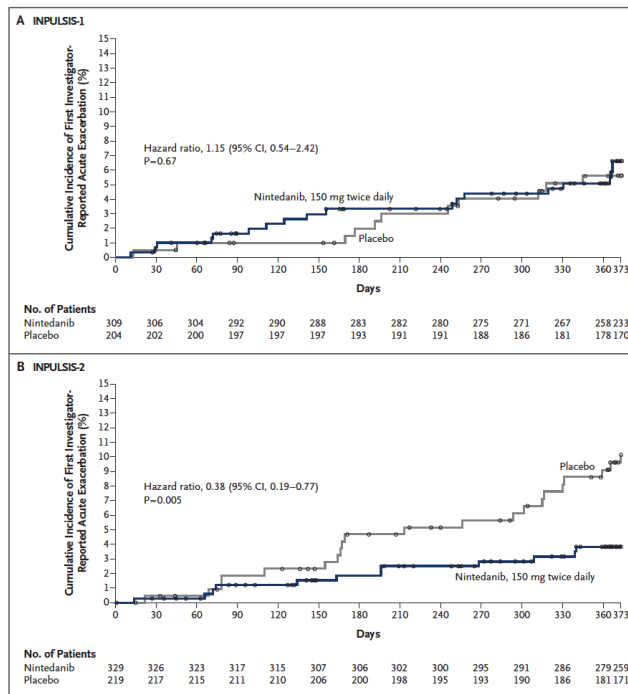 A INPULSIS-1
Cumulative Incidence of First Investigator-
Reported Acute Exacerbation (%)
15
14
13
12
11
10
9
8
7
6
5
4
3
2
1
0
Hazard ratio, 1.15 (95% CI, 0.54–2.42)
P=0.67
Nintedanib, 150 mg twice daily
Placebo
0 30 60 90 120 150 180 210 240 270 300 330 360 373
Days
No. of Patients
Nintedanib 309 306 304 292 290 288 283 282 280 275 271 267 258 233
Placebo 204 202 200 197 197 197 193 191 191 188 186 181 178 170
B INPULSIS-2
Cumulative Incidence of First Investigator-
Reported Acute Exacerbation (%)
15
14
13
12
11
10
9
8
7
6
5
4
3
2
1
0
Hazard ratio, 0.38 (95% CI, 0.19–0.77)
P=0.005
Placebo
Nintedanib, 150 mg twice daily
0 30 60 90 120 150 180 210 240 270 300 330 360 373
Days
No. of Patients
Nintedanib 329 326 323 317 315 307 306 302 300 295 291 286 279 259
Placebo 219 217 215 211 210 206 200 198 195 193 190 186 181 171